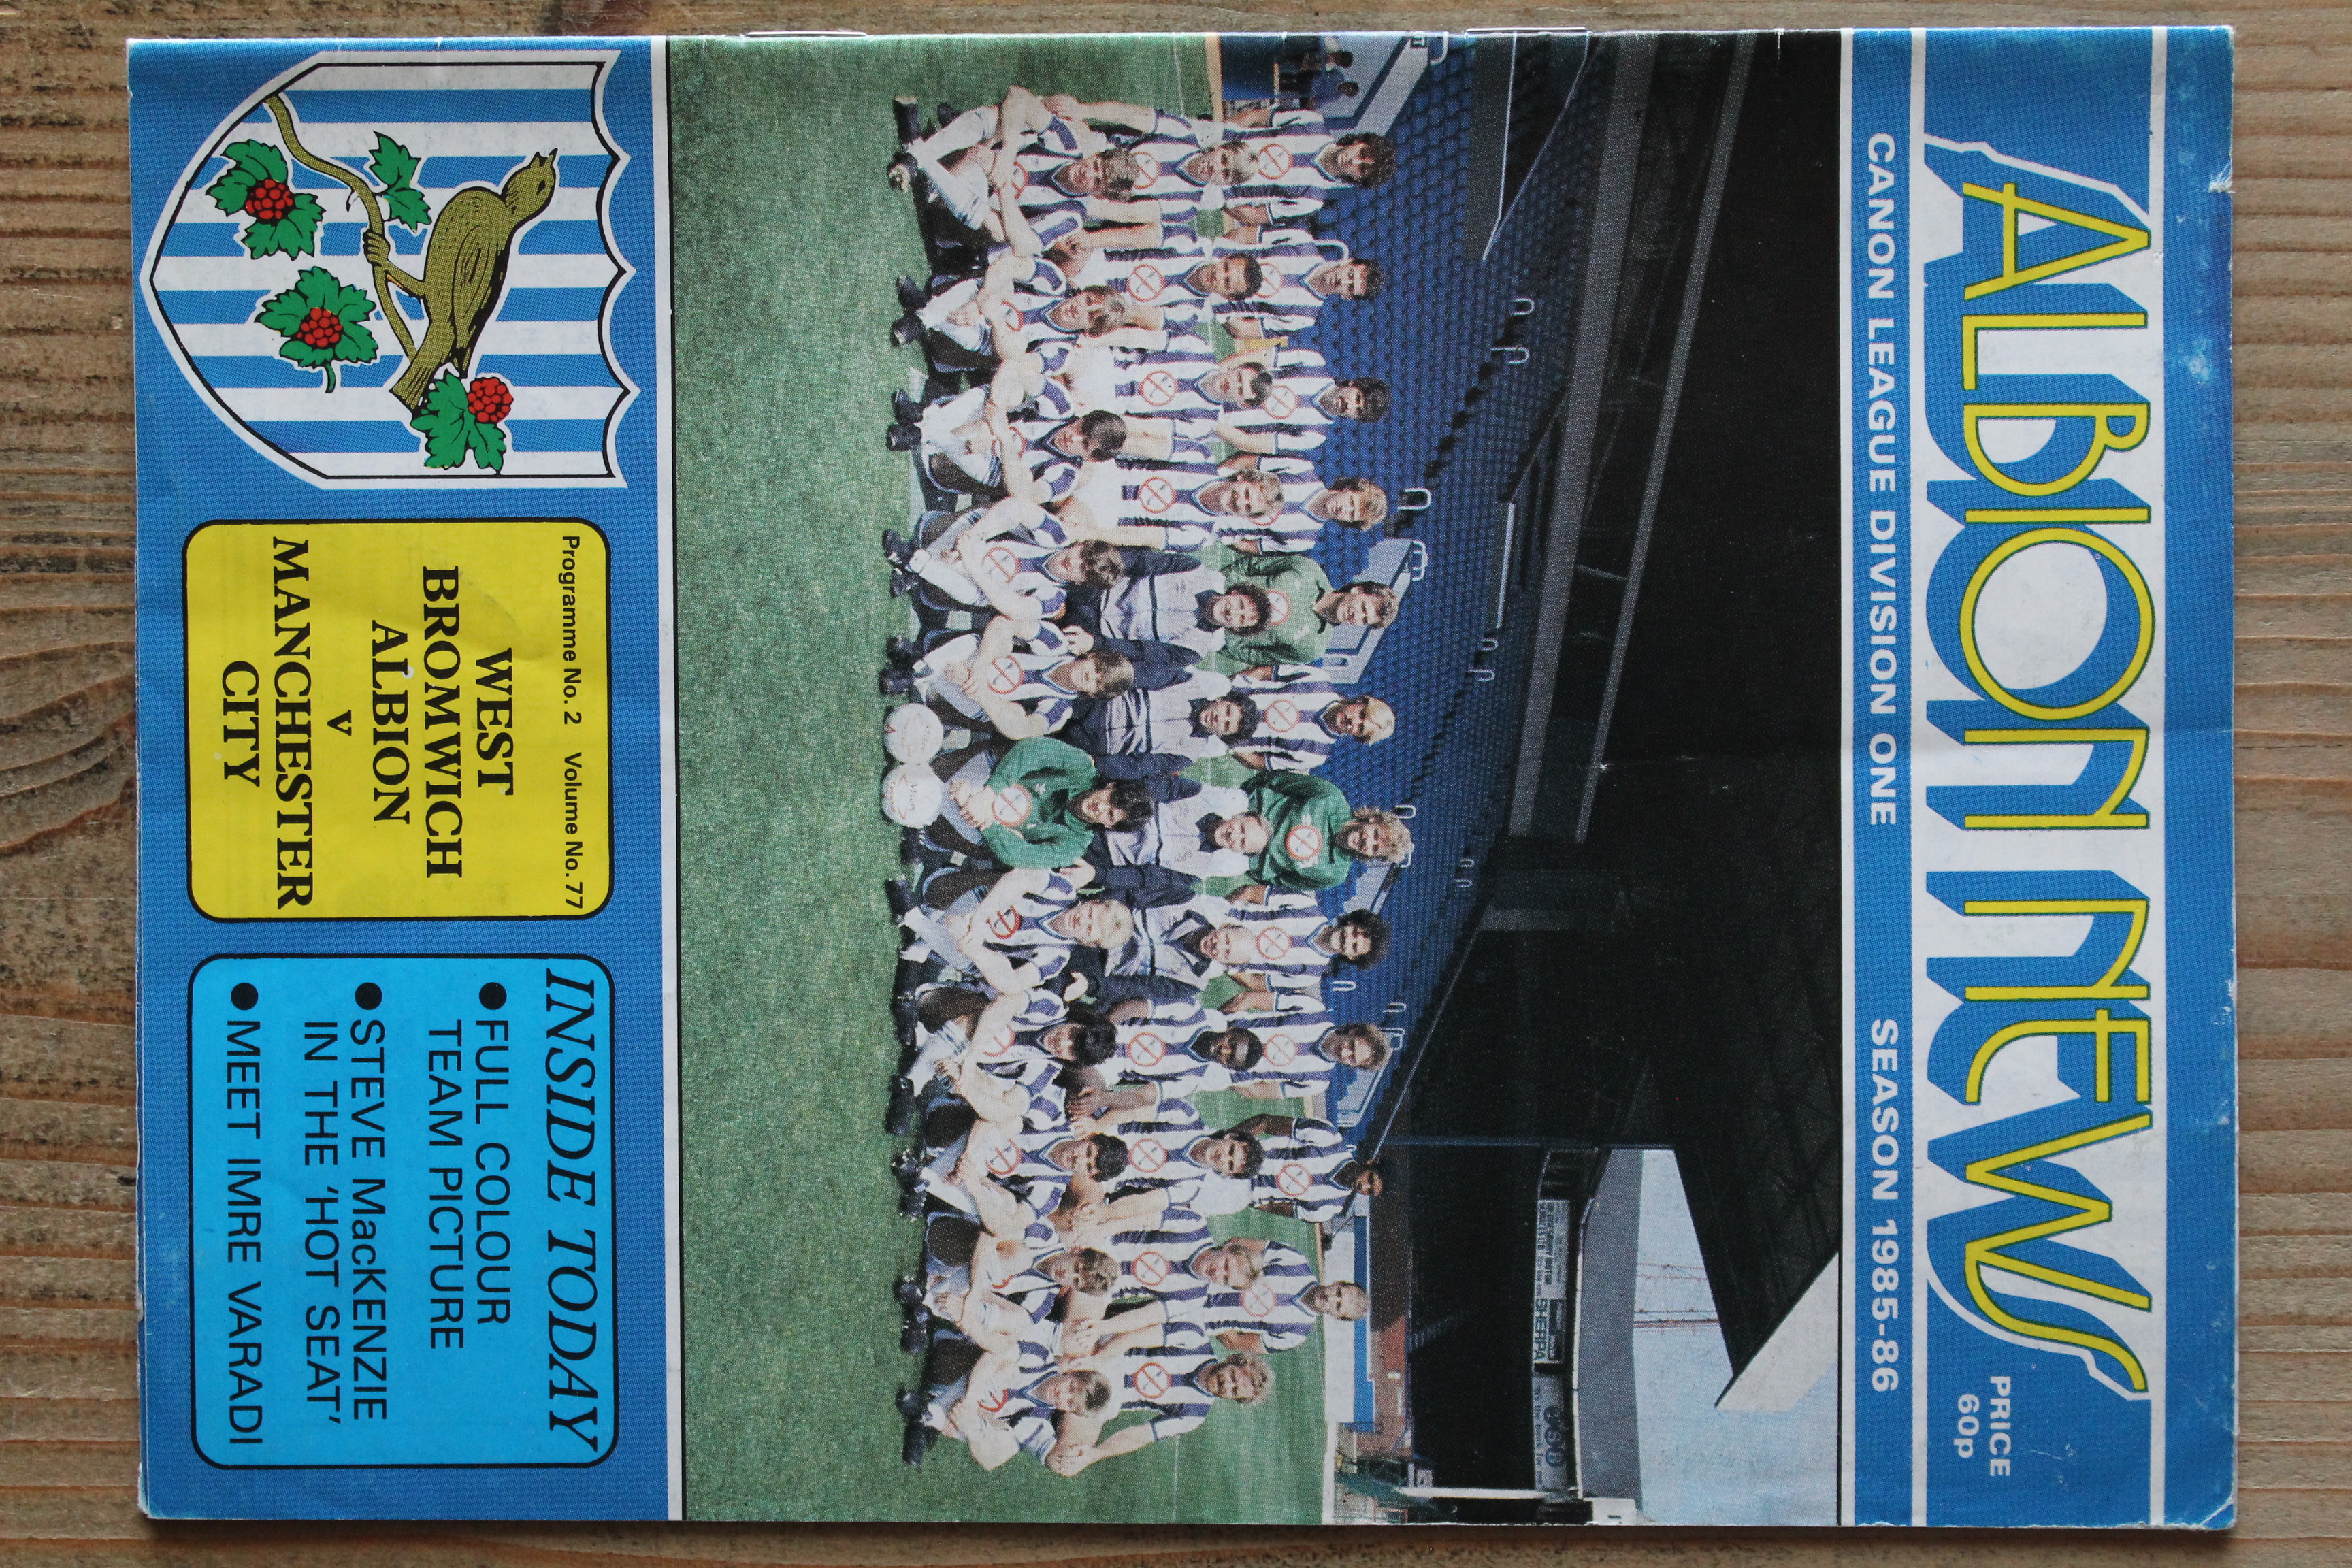 ALBION NEWS
PRICE
60p
CANON LEAGUE DIVISION ONE
SEASON 1985-86
SHERPA
Programme No. 2 Volume No. 77
WEST
BROMWICH
ALBION
v
MANCHESTER
CITY
INSIDE TODAY
● FULL COLOUR
TEAM PICTURE
● STEVE MacKENZIE
IN THE 'HOT SEAT'
● MEET IMRE VARADI